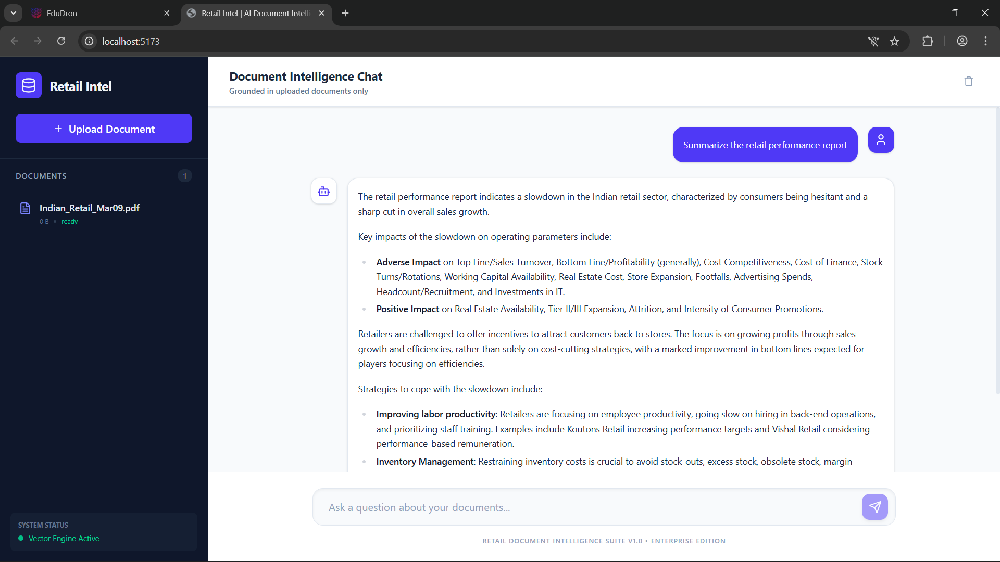 EduDron
Retail Intel | AI Document Intelli
localhost:5173
Retail Intel
+ Upload Document
DOCUMENTS 1
Indian_Retail_Mar09.pdf
0 B • ready
SYSTEM STATUS
Vector Engine Active
Document Intelligence Chat
Grounded in uploaded documents only
Summarize the retail performance report
The retail performance report indicates a slowdown in the Indian retail sector, characterized by consumers being hesitant and a
sharp cut in overall sales growth.
Key impacts of the slowdown on operating parameters include:
• Adverse Impact on Top Line/Sales Turnover, Bottom Line/Profitability (generally), Cost Competitiveness, Cost of Finance, Stock
Turns/Rotations, Working Capital Availability, Real Estate Cost, Store Expansion, Footfalls, Advertising Spends,
Headcount/Recruitment, and Investments in IT.
• Positive Impact on Real Estate Availability, Tier II/III Expansion, Attrition, and Intensity of Consumer Promotions.
Retailers are challenged to offer incentives to attract customers back to stores. The focus is on growing profits through sales
growth and efficiencies, rather than solely on cost-cutting strategies, with a marked improvement in bottom lines expected for
players focusing on efficiencies.
Strategies to cope with the slowdown include:
• Improving labor productivity: Retailers are focusing on employee productivity, going slow on hiring in back-end operations,
and prioritizing staff training. Examples include Koutons Retail increasing performance targets and Vishal Retail considering
performance-based remuneration.
• Inventory Management: Restraining inventory costs is crucial to avoid stock-outs, excess stock, obsolete stock, margin
Ask a question about your documents...
RETAIL DOCUMENT INTELLIGENCE SUITE V1.0 • ENTERPRISE EDITION